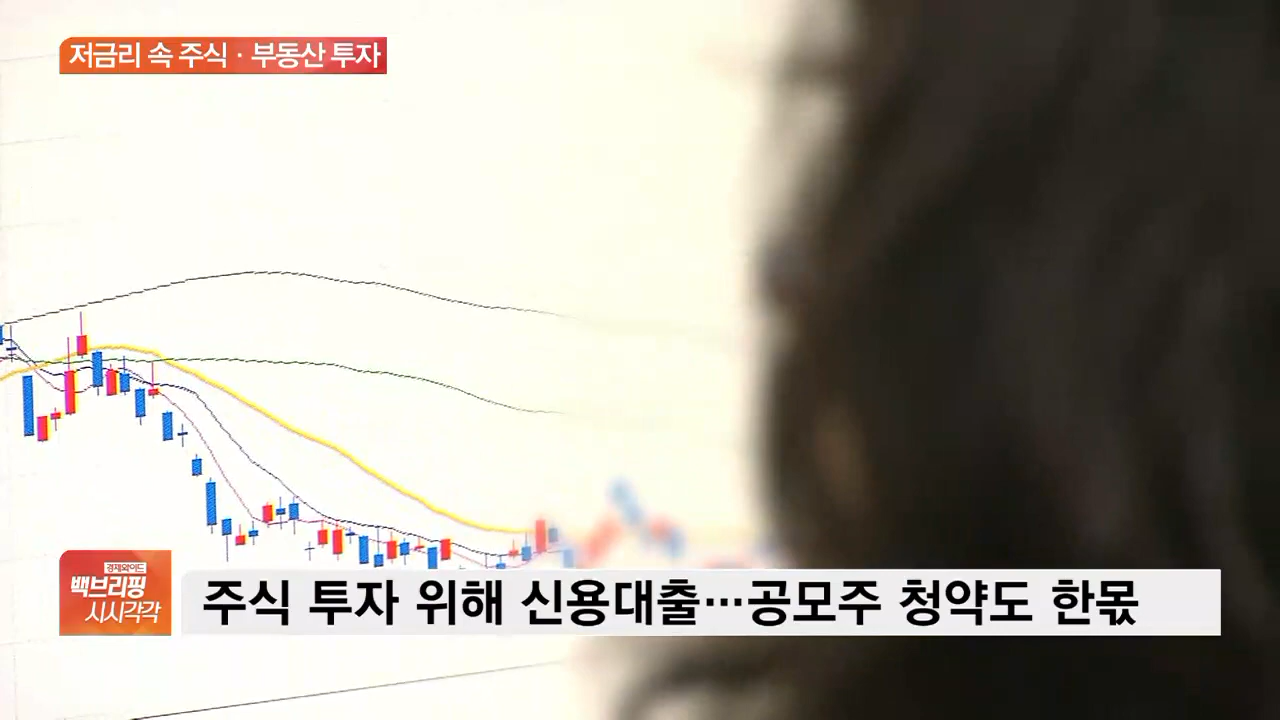 저금리 속 주식 · 부동산 투자
경제와이드
백브리핑
시시각각
주식 투자 위해 신용대출…공모주 청약도 한몫